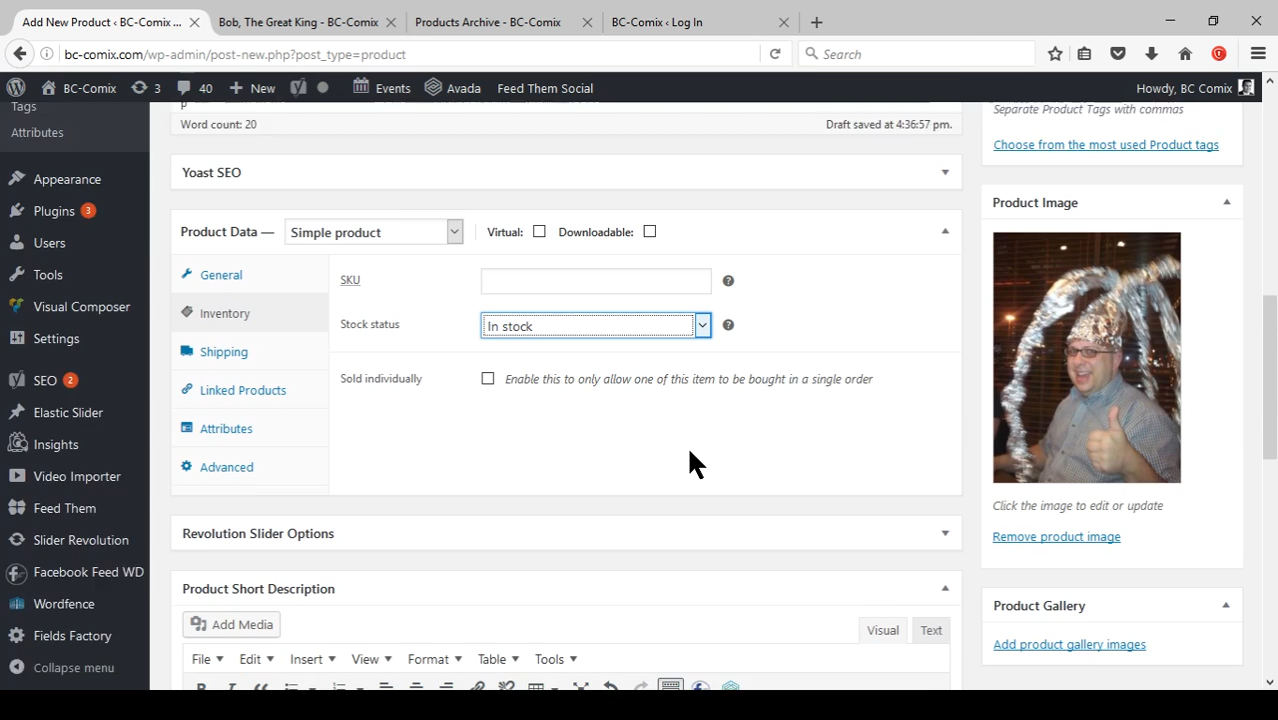 Add New Product ‹ BC-Comix ...
Bob, The Great King - BC-Comix
Products Archive - BC-Comix
BC-Comix ‹ Log In
bc-comix.com/wp-admin/post-new.php?post_type=product
Search
BC-Comix
3
40
New
Events
Avada
Feed Them Social
Howdy, BC Comix
Tags
Attributes
Appearance
Plugins 3
Users
Tools
Visual Composer
Settings
SEO 2
Elastic Slider
Insights
Video Importer
Feed Them
Slider Revolution
Facebook Feed WD
Wordfence
Fields Factory
Collapse menu
p
Word count: 20
Draft saved at 4:36:57 pm.
Yoast SEO
Product Data —
Simple product
Virtual:
Downloadable:
General
Inventory
Shipping
Linked Products
Attributes
Advanced
SKU
Stock status
In stock
Sold individually
Enable this to only allow one of this item to be bought in a single order
Revolution Slider Options
Product Short Description
Add Media
Visual
Text
File
Edit
Insert
View
Format
Table
Tools
Separate Product Tags with commas
Choose from the most used Product tags
Product Image
Click the image to edit or update
Remove product image
Product Gallery
Add product gallery images